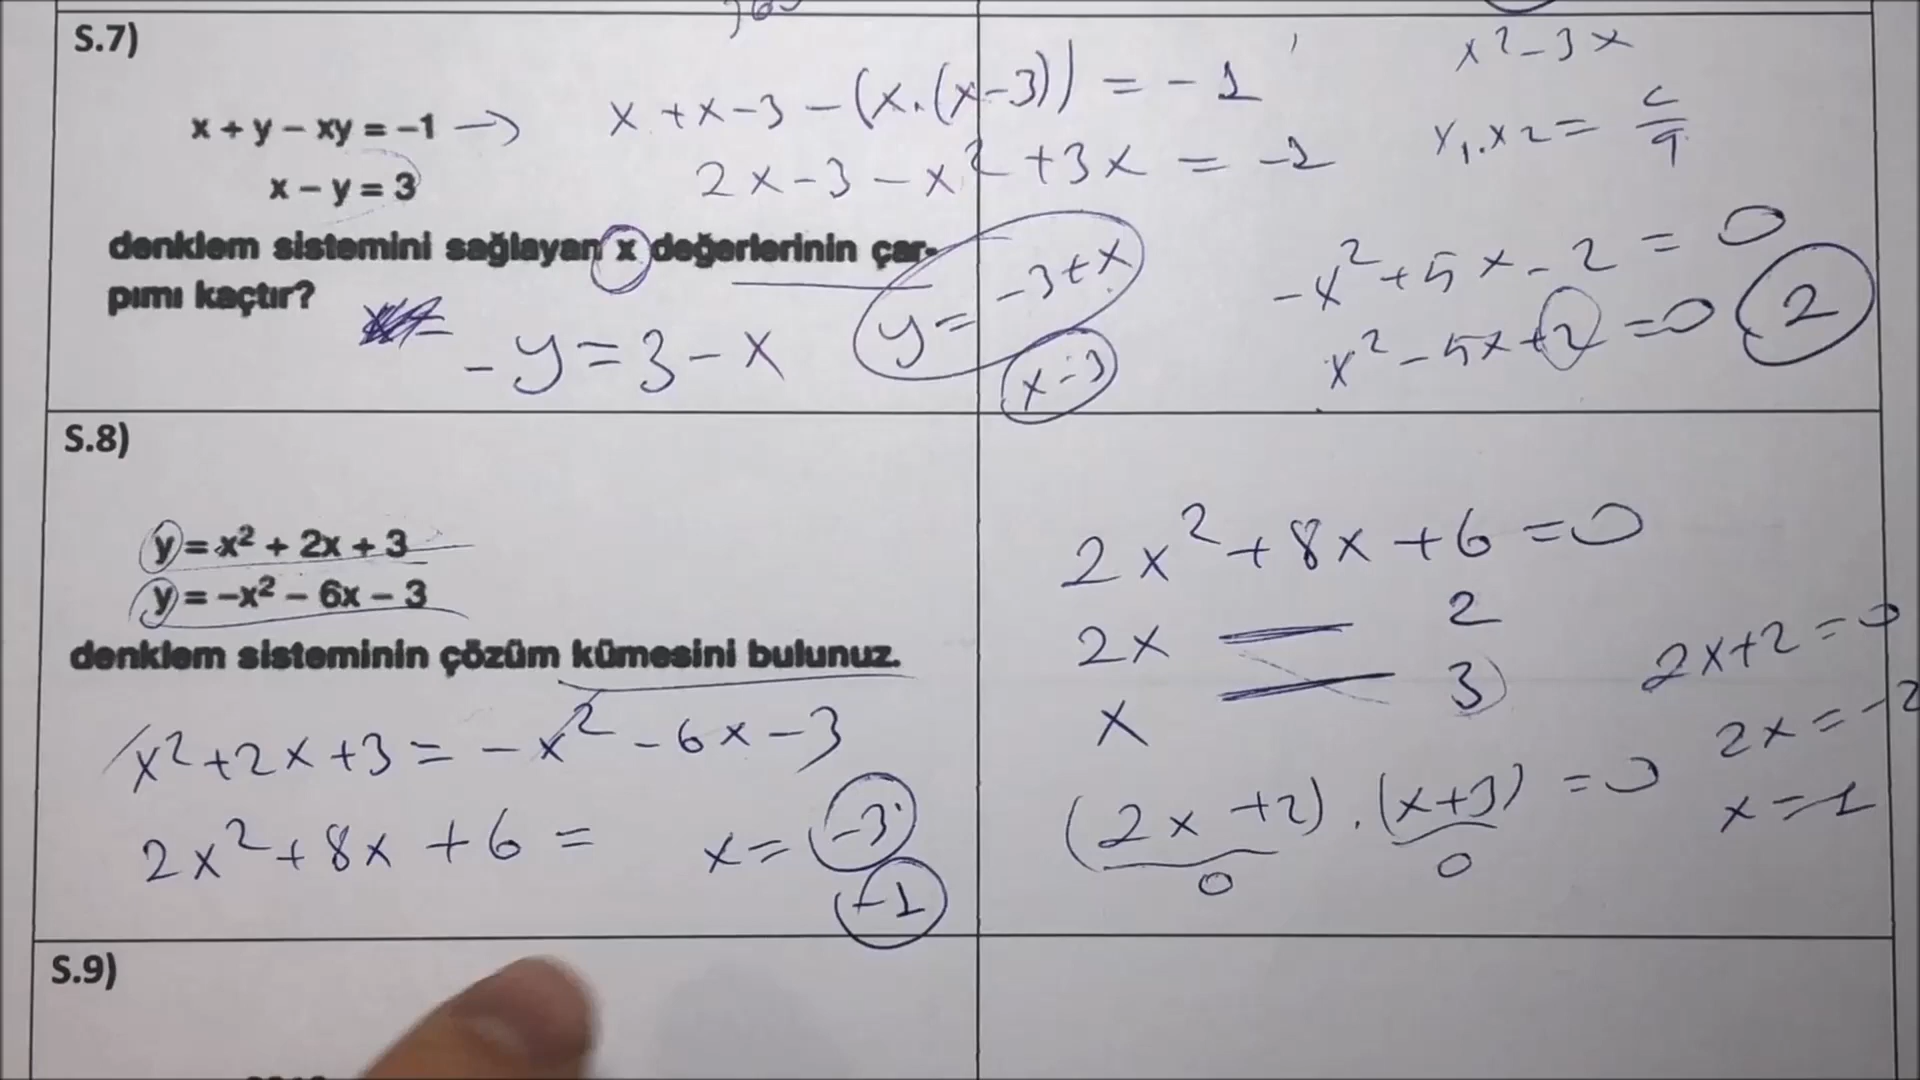 S.7)
x + y – xy = –1 → x + x - 3 - (x.(x-3)) = -1
x – y = 3
2x - 3 - x² + 3x = -1
x² - 3x
x₁.x2 = c/a
denklem sistemini sağlayan x değerlerinin çar-
pımı kaçtır?
-y = 3 - x
y = -3 + x
x-3
-x² + 5x - 2 = 0
x² - 5x + 2 = 0
2
S.8)
y = x² + 2x + 3
y = –x² – 6x – 3
denklem sisteminin çözüm kümesini bulunuz.
x² + 2x + 3 = -x² - 6x - 3
2x² + 8x + 6 =
x = -3
-1
2x² + 8x + 6 = 0
2x 2
x 3
(2x + 2) . (x+3) = 0
0 0
2x+2 = 0
2x = -2
x = -1
S.9)